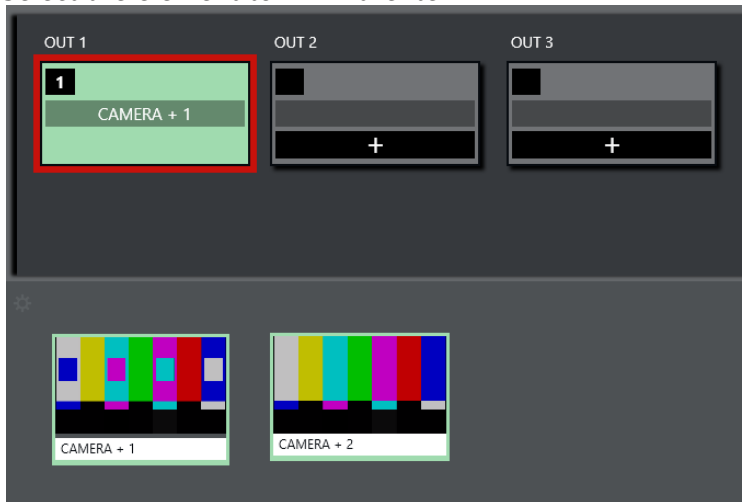 OUT 1
OUT 2
OUT 3
1
CAMERA + 1
+
+
CAMERA + 1
CAMERA + 2